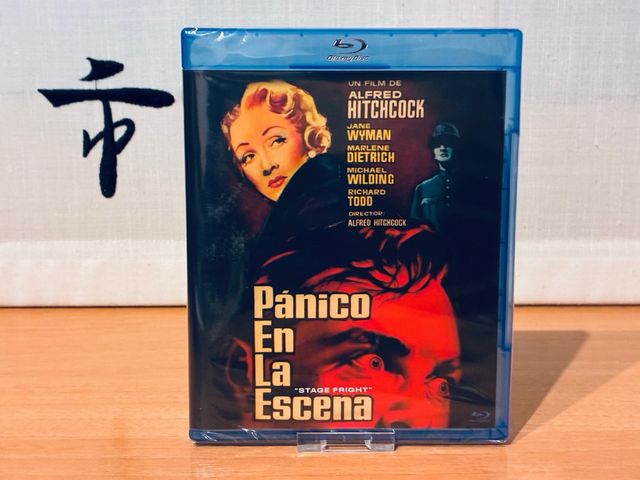 Blu-ray Disc
市
UN FILM DE
ALFRED
HITCHCOCK
JANE
WYMAN
MARLENE
DIETRICH
MICHAEL
WILDING
RICHARD
TODD
DIRECTOR:
ALFRED HITCHCOCK
Pánico
En
La
"STAGE FRIGHT"
Escena